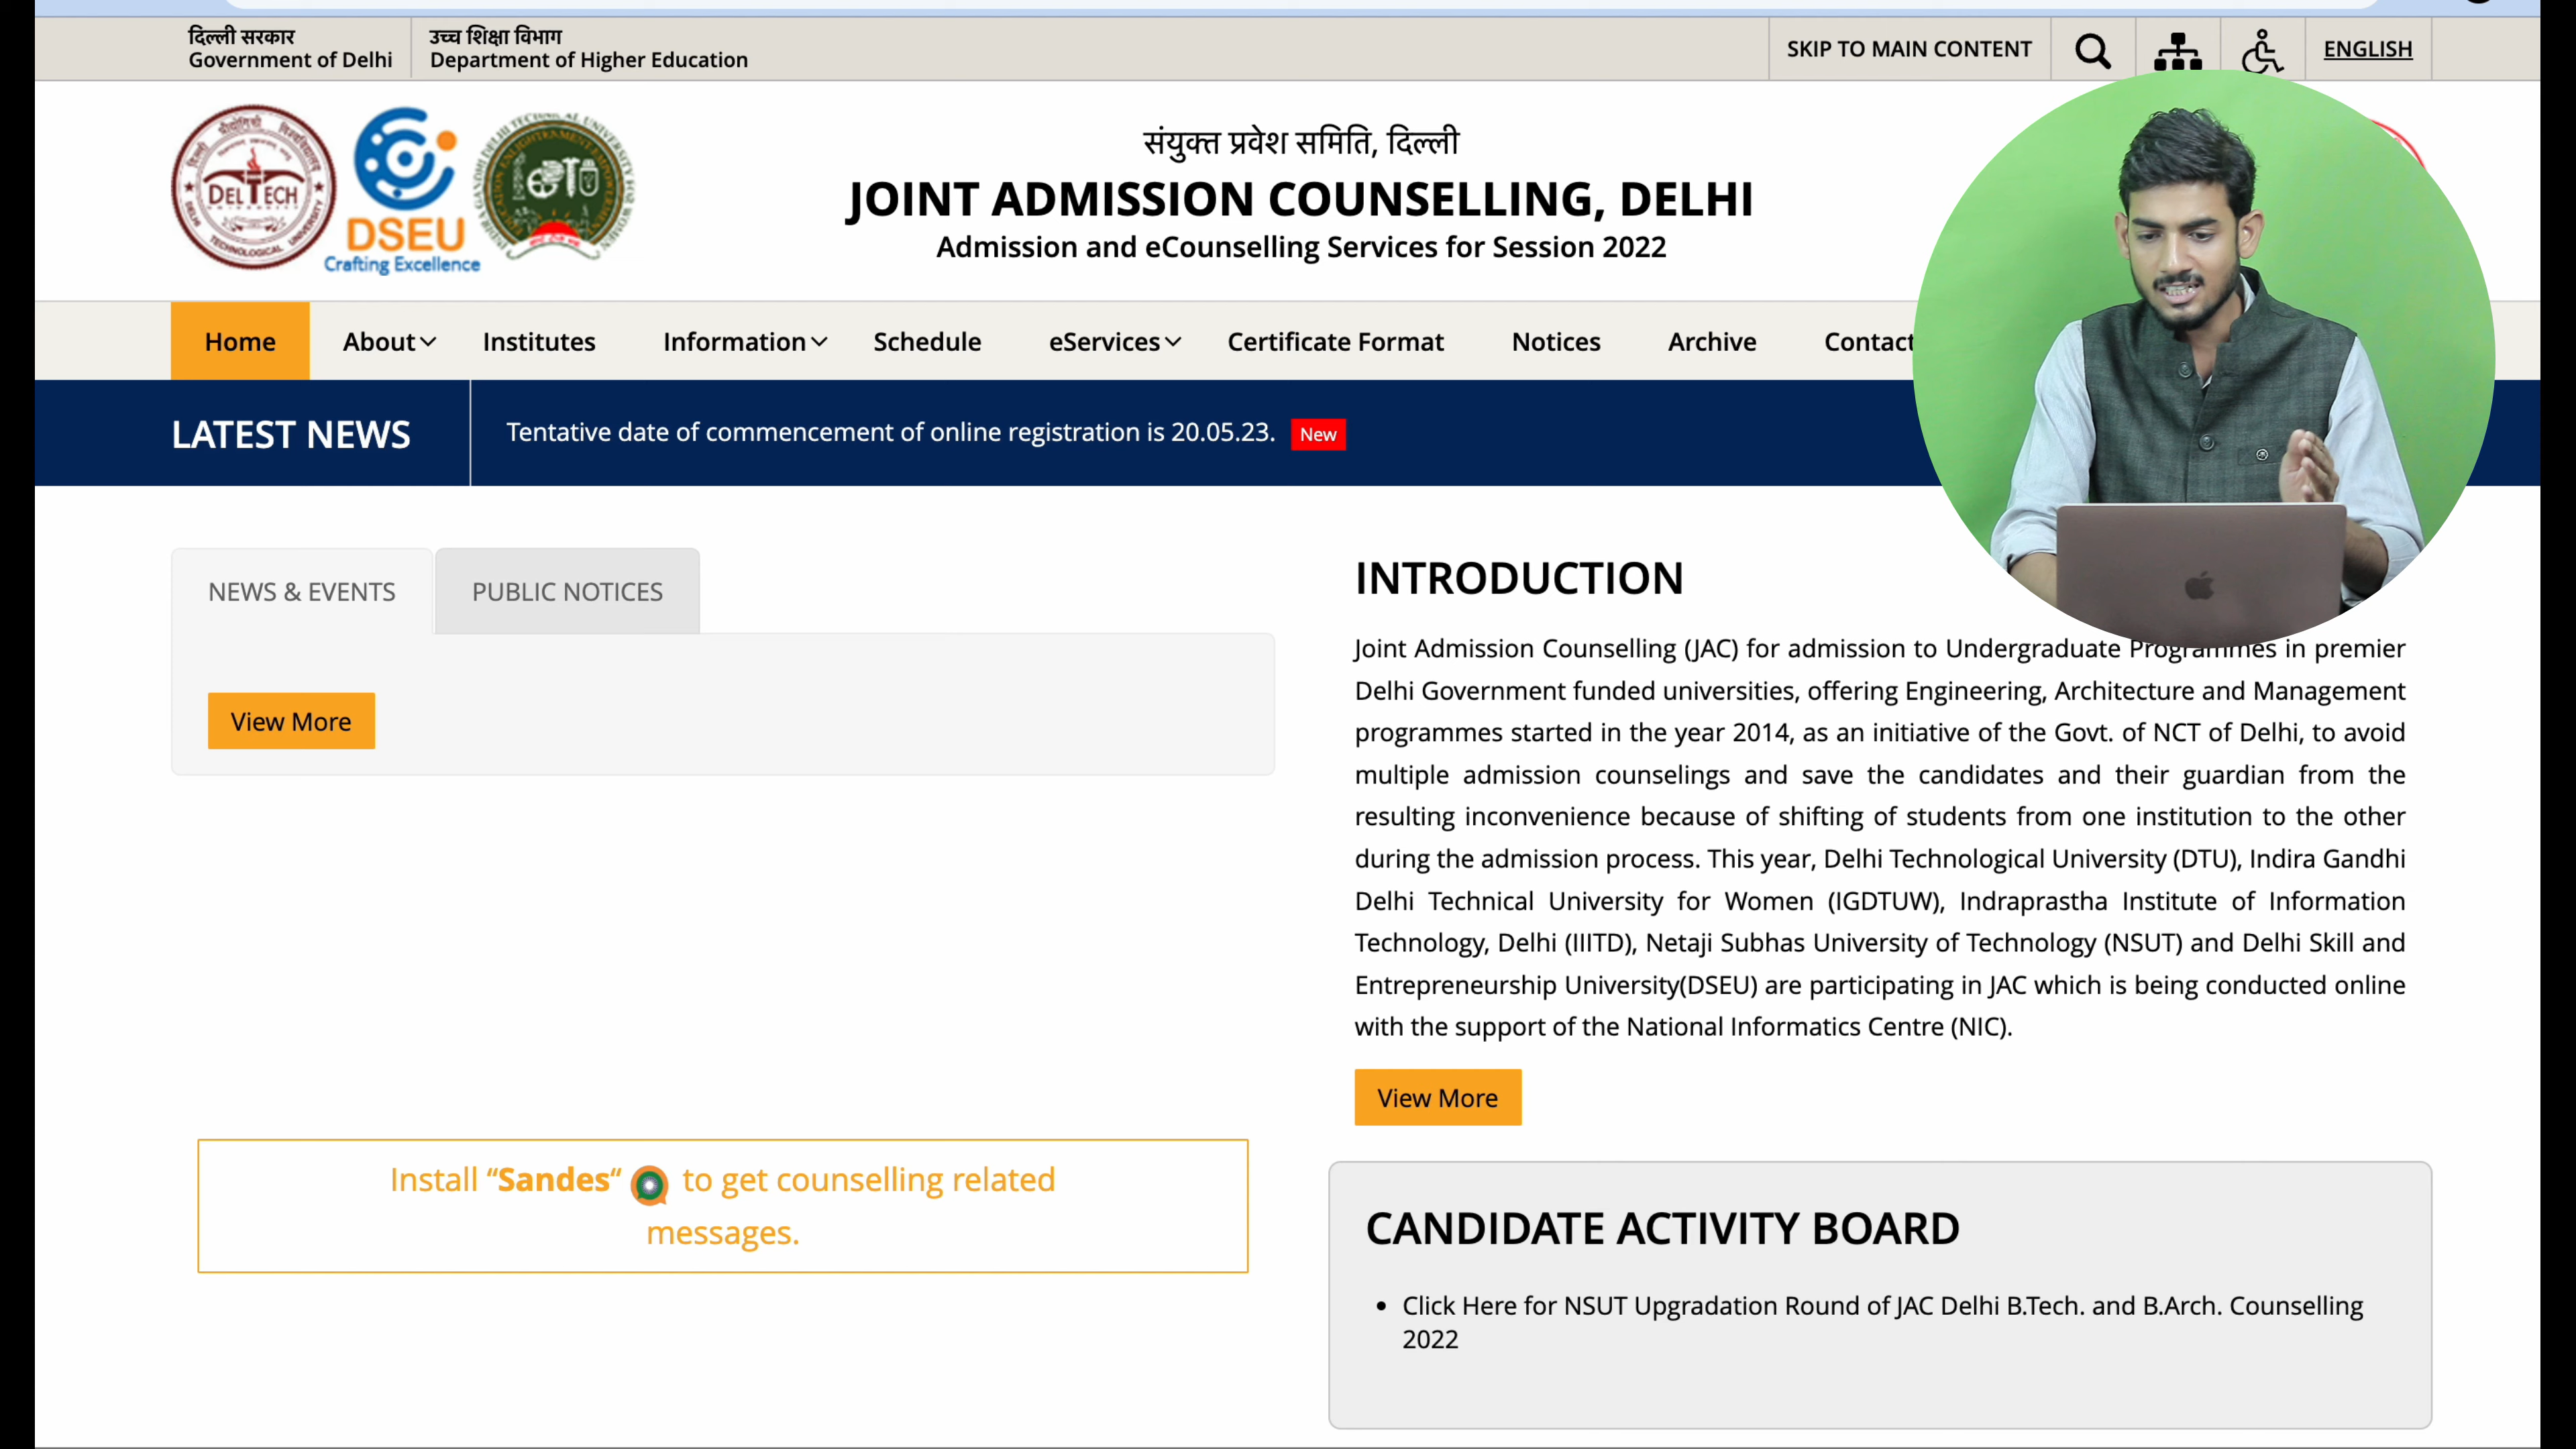 दिल्ली सरकार
Government of Delhi
उच्च शिक्षा विभाग
Department of Higher Education
SKIP TO MAIN CONTENT
ENGLISH
DELTECH
DSEU
Crafting Excellence
संयुक्त प्रवेश समिति, दिल्ली
JOINT ADMISSION COUNSELLING, DELHI
Admission and eCounselling Services for Session 2022
Home
About
Institutes
Information
Schedule
eServices
Certificate Format
Notices
Archive
Contact
LATEST NEWS
Tentative date of commencement of online registration is 20.05.23.
New
NEWS & EVENTS
PUBLIC NOTICES
View More
INTRODUCTION
Joint Admission Counselling (JAC) for admission to Undergraduate Programmes in premier
Delhi Government funded universities, offering Engineering, Architecture and Management
programmes started in the year 2014, as an initiative of the Govt. of NCT of Delhi, to avoid
multiple admission counselings and save the candidates and their guardian from the
resulting inconvenience because of shifting of students from one institution to the other
during the admission process. This year, Delhi Technological University (DTU), Indira Gandhi
Delhi Technical University for Women (IGDTUW), Indraprastha Institute of Information
Technology, Delhi (IIITD), Netaji Subhas University of Technology (NSUT) and Delhi Skill and
Entrepreneurship University(DSEU) are participating in JAC which is being conducted online
with the support of the National Informatics Centre (NIC).
View More
Install “Sandes“ to get counselling related
messages.
CANDIDATE ACTIVITY BOARD
• Click Here for NSUT Upgradation Round of JAC Delhi B.Tech. and B.Arch. Counselling
2022